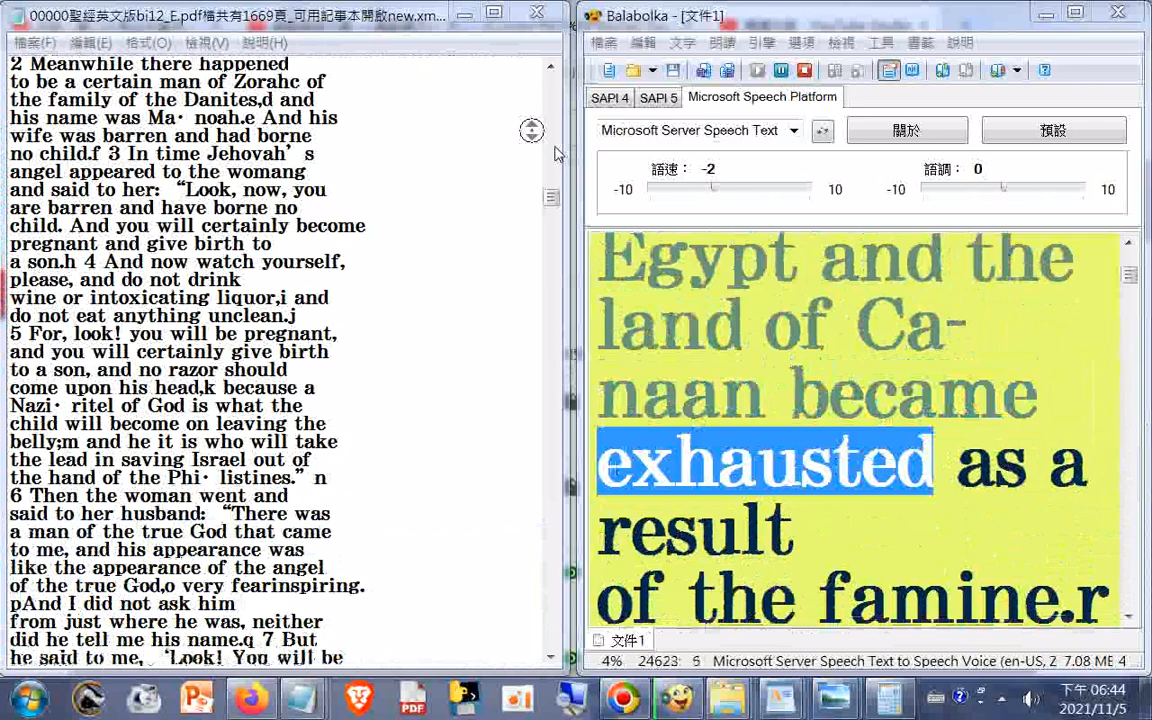 00000聖經英文版bi12_E.pdf檔共有1669頁_可用記事本開啟new.xm...
檔案(F) 編輯(E) 格式(O) 檢視(V) 說明(H)
2 Meanwhile there happened
to be a certain man of Zorahc of
the family of the Danites,d and
his name was Ma· noah.e And his
wife was barren and had borne
no child.f 3 In time Jehovah’s
angel appeared to the womang
and said to her: “Look, now, you
are barren and have borne no
child. And you will certainly become
pregnant and give birth to
a son.h 4 And now watch yourself,
please, and do not drink
wine or intoxicating liquor,i and
do not eat anything unclean.j
5 For, look! you will be pregnant,
and you will certainly give birth
to a son, and no razor should
come upon his head,k because a
Nazi· ritel of God is what the
child will become on leaving the
belly;m and he it is who will take
the lead in saving Israel out of
the hand of the Phi· listines.” n
6 Then the woman went and
said to her husband: “There was
a man of the true God that came
to me, and his appearance was
like the appearance of the angel
of the true God,o very fearinspiring.
pAnd I did not ask him
from just where he was, neither
did he tell me his name.q 7 But
he said to me, ‘Look! You will be
Balabolka - [文件1]
檔案 編輯 文字 朗讀 引擎 選項 檢視 工具 書籤 說明
SAPI 4 SAPI 5 Microsoft Speech Platform
Microsoft Server Speech Text 關於 預設
語速： -2 語調： 0
-10 10 -10 10
Egypt and the
land of Ca-
naan became
exhausted as a
result
of the famine.r
文件1
4% 24623: 5 Microsoft Server Speech Text to Speech Voice (en-US, Z 7.08 ME 4
下午 06:44
2021/11/5